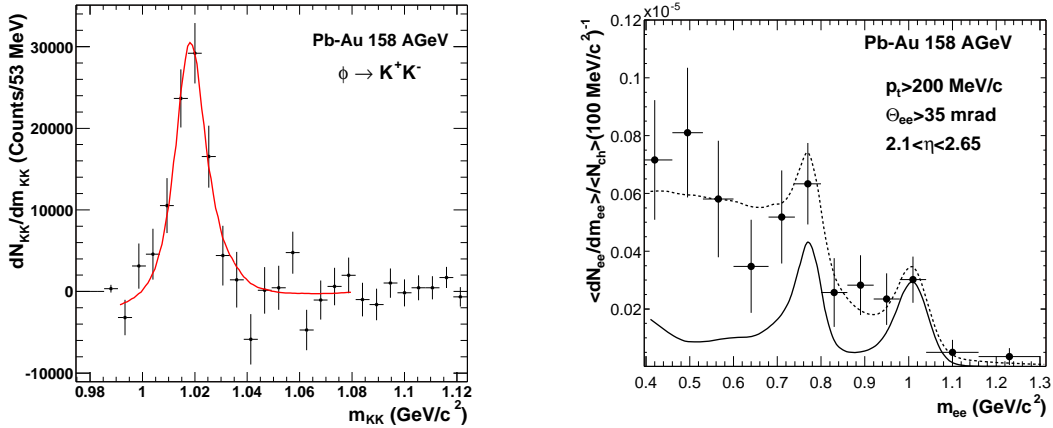 Pb-Au 158 AGeV
ϕ → K⁺K⁻
dN_KK/dm_KK (Counts/53 MeV)
30000
20000
10000
0
-10000
0.98 1 1.02 1.04 1.06 1.08 1.10 1.12
m_KK (GeV/c²)
×10⁻⁵
Pb-Au 158 AGeV
p_t>200 MeV/c
Θ_ee>35 mrad
2.1<η<2.65
<dN_ee/dm_ee>/<N_ch>(100 MeV/c²)⁻¹
0.12
0.1
0.08
0.06
0.04
0.02
0.4 0.5 0.6 0.7 0.8 0.9 1 1.1 1.2 1.3
m_ee (GeV/c²)